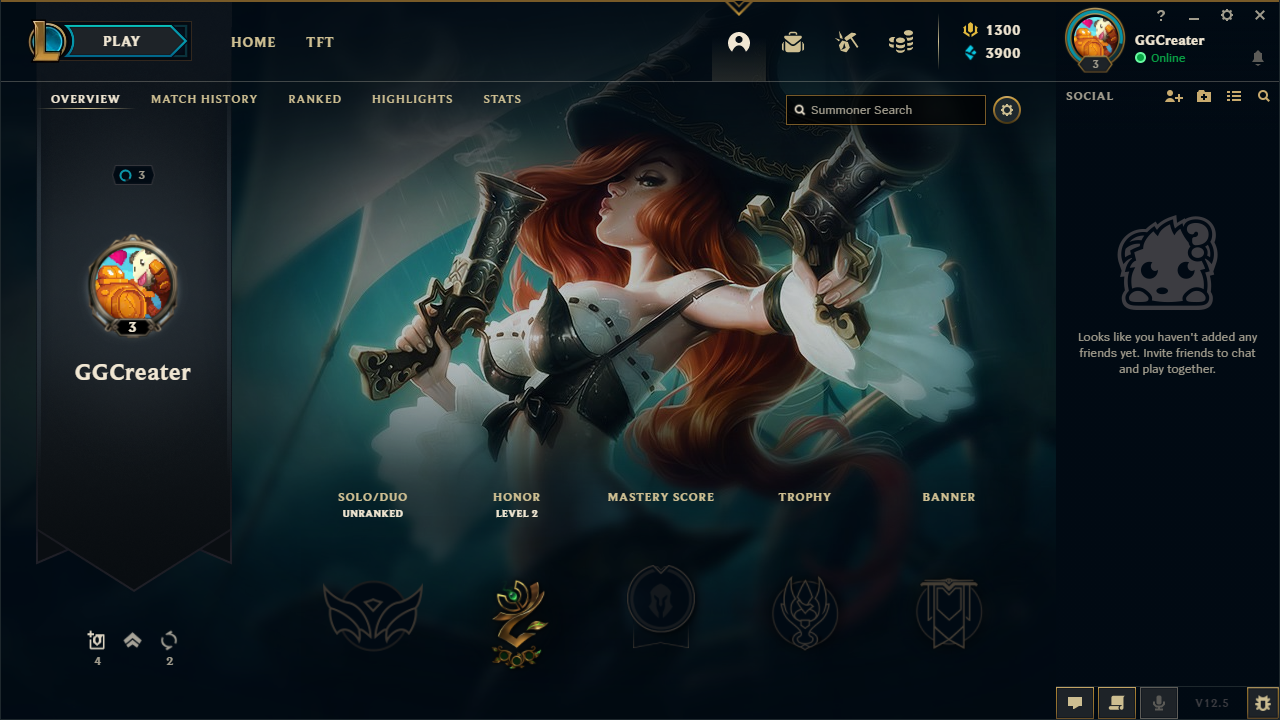 PLAY
HOME
TFT
1300
3900
?
GGCreater
Online
3
OVERVIEW
MATCH HISTORY
RANKED
HIGHLIGHTS
STATS
Summoner Search
SOCIAL
3
3
GGCreater
Looks like you haven't added any
friends yet. Invite friends to chat
and play together.
SOLO/DUO
UNRANKED
HONOR
LEVEL 2
MASTERY SCORE
TROPHY
BANNER
4
2
V12.5